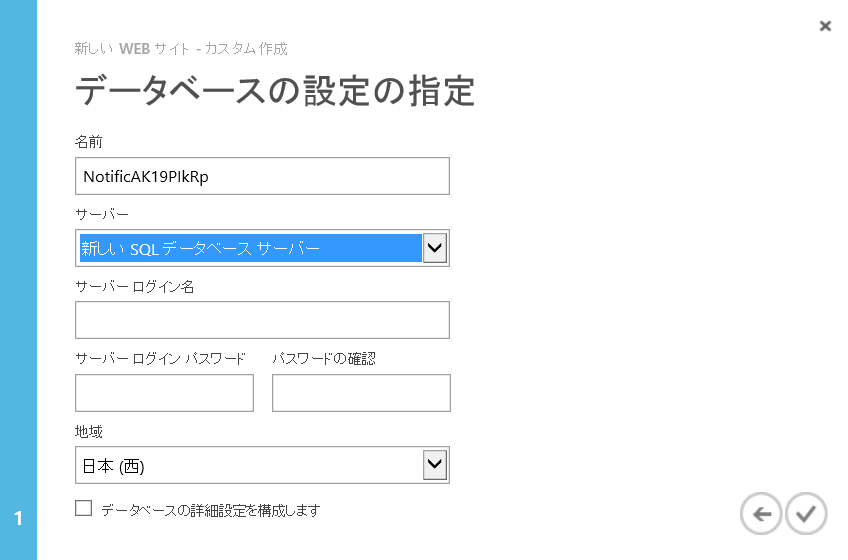 新しい WEB サイト - カスタム作成
データベースの設定の指定
名前
NotificAK19PIkRp
サーバー
新しい SQL データベース サーバー
サーバー ログイン名
サーバー ログイン パスワード パスワードの確認
地域
日本 (西)
データベースの詳細設定を構成します
1